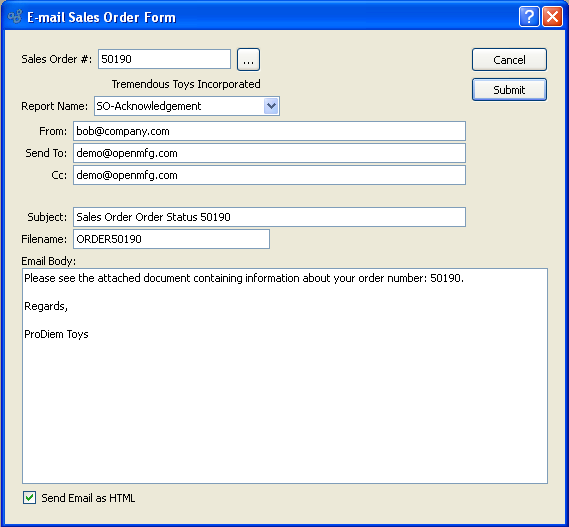 E-mail Sales Order Form
Sales Order #: 50190 ...
Cancel
Tremendous Toys Incorporated
Submit
Report Name: SO-Acknowledgement
From: bob@company.com
Send To: demo@openmfg.com
Cc: demo@openmfg.com
Subject: Sales Order Order Status 50190
Filename: ORDER50190
Email Body:
Please see the attached document containing information about your order number: 50190.
Regards,
ProDiem Toys
Send Email as HTML